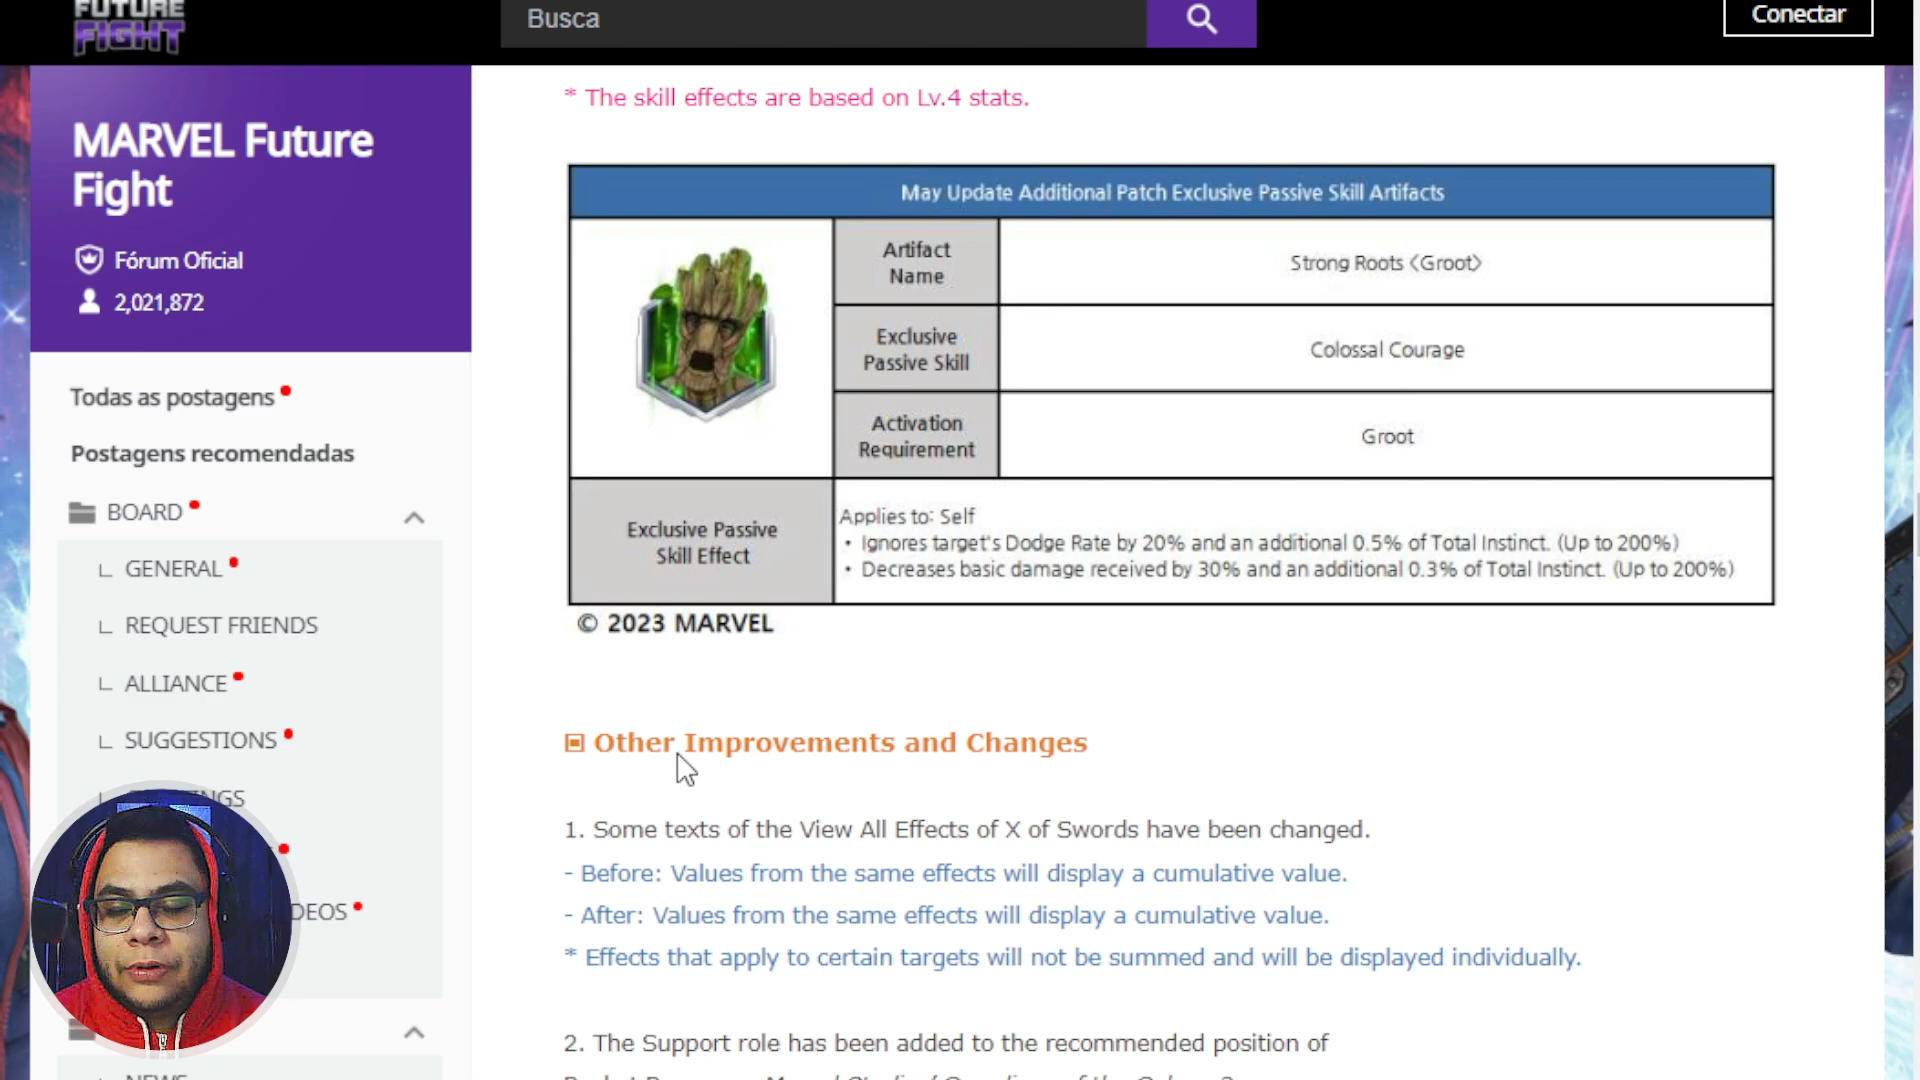 FUTURE
FIGHT
Busca
Conectar
MARVEL Future
Fight
Fórum Oficial
2,021,872
Todas as postagens
Postagens recomendadas
BOARD
GENERAL
REQUEST FRIENDS
ALLIANCE
SUGGESTIONS
NGS
DEOS
NEWS
* The skill effects are based on Lv.4 stats.
May Update Additional Patch Exclusive Passive Skill Artifacts
Artifact
Name
Strong Roots <Groot>
Exclusive
Passive Skill
Colossal Courage
Activation
Requirement
Groot
Exclusive Passive
Skill Effect
Applies to: Self
• Ignores target's Dodge Rate by 20% and an additional 0.5% of Total Instinct. (Up to 200%)
• Decreases basic damage received by 30% and an additional 0.3% of Total Instinct. (Up to 200%)
© 2023 MARVEL
Other Improvements and Changes
1. Some texts of the View All Effects of X of Swords have been changed.
- Before: Values from the same effects will display a cumulative value.
- After: Values from the same effects will display a cumulative value.
* Effects that apply to certain targets will not be summed and will be displayed individually.
2. The Support role has been added to the recommended position of